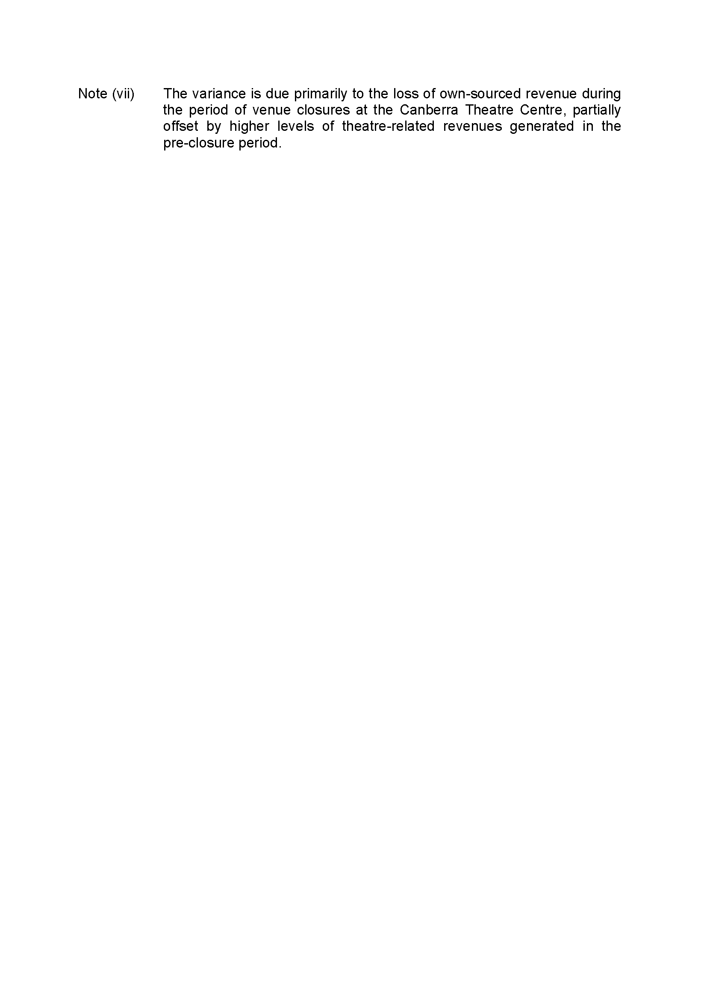 Note (vii) The variance is due primarily to the loss of own-sourced revenue during
the period of venue closures at the Canberra Theatre Centre, partially
offset by higher levels of theatre-related revenues generated in the
pre-closure period.